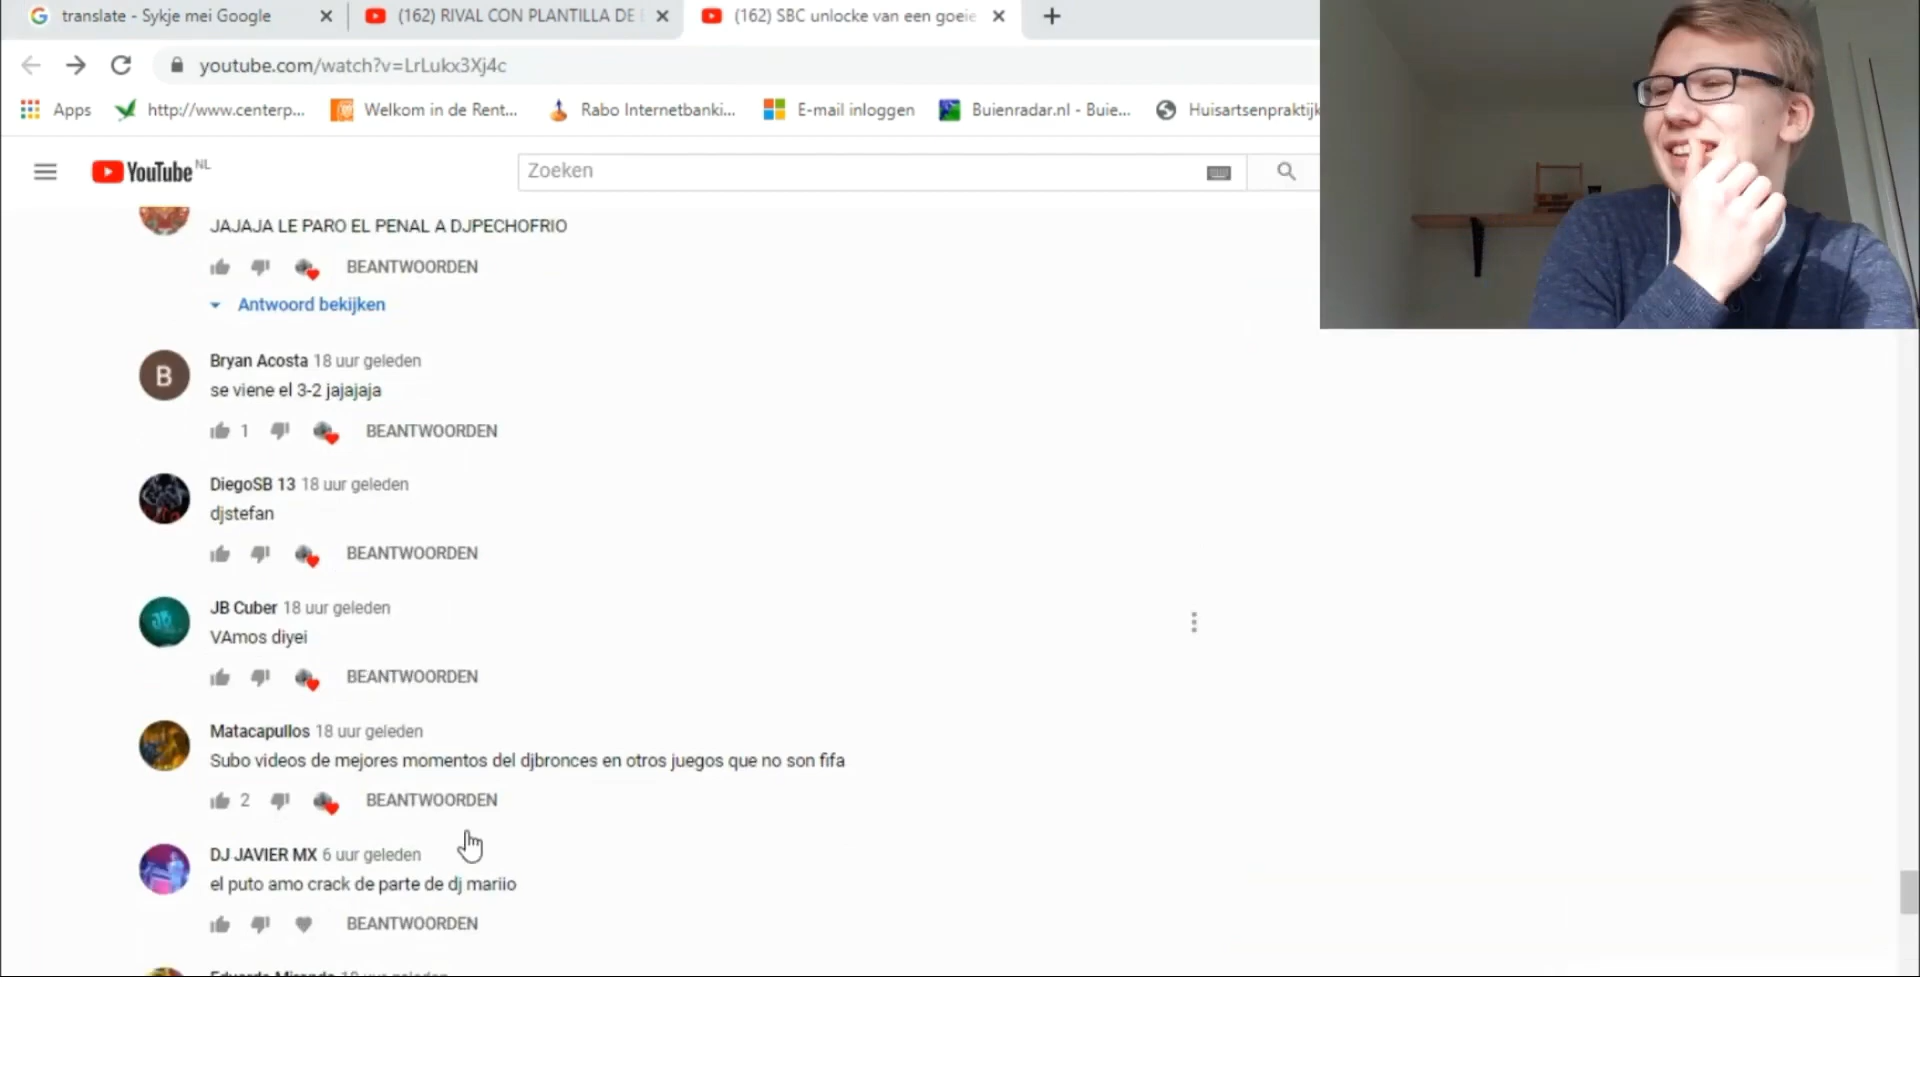 translate - Sykje mei Google
(162) RIVAL CON PLANTILLA DE
(162) SBC unlocke van een goeie
youtube.com/watch?v=LrLukx3Xj4c
Apps
http://www.centerp...
Welkom in de Rent...
Rabo Internetbanki...
E-mail inloggen
Buienradar.nl - Buie...
Huisartsenpraktijk
YouTube NL
Zoeken
JAJAJA LE PARO EL PENAL A DJPECHOFRIO
BEANTWOORDEN
Antwoord bekijken
B
Bryan Acosta 18 uur geleden
se viene el 3-2 jajajaja
1 BEANTWOORDEN
DiegoSB 13 18 uur geleden
djstefan
BEANTWOORDEN
JB
JB Cuber 18 uur geleden
VAmos diyei
BEANTWOORDEN
Matacapullos 18 uur geleden
Subo videos de mejores momentos del djbronces en otros juegos que no son fifa
2 BEANTWOORDEN
DJ JAVIER MX 6 uur geleden
el puto amo crack de parte de dj mariio
BEANTWOORDEN